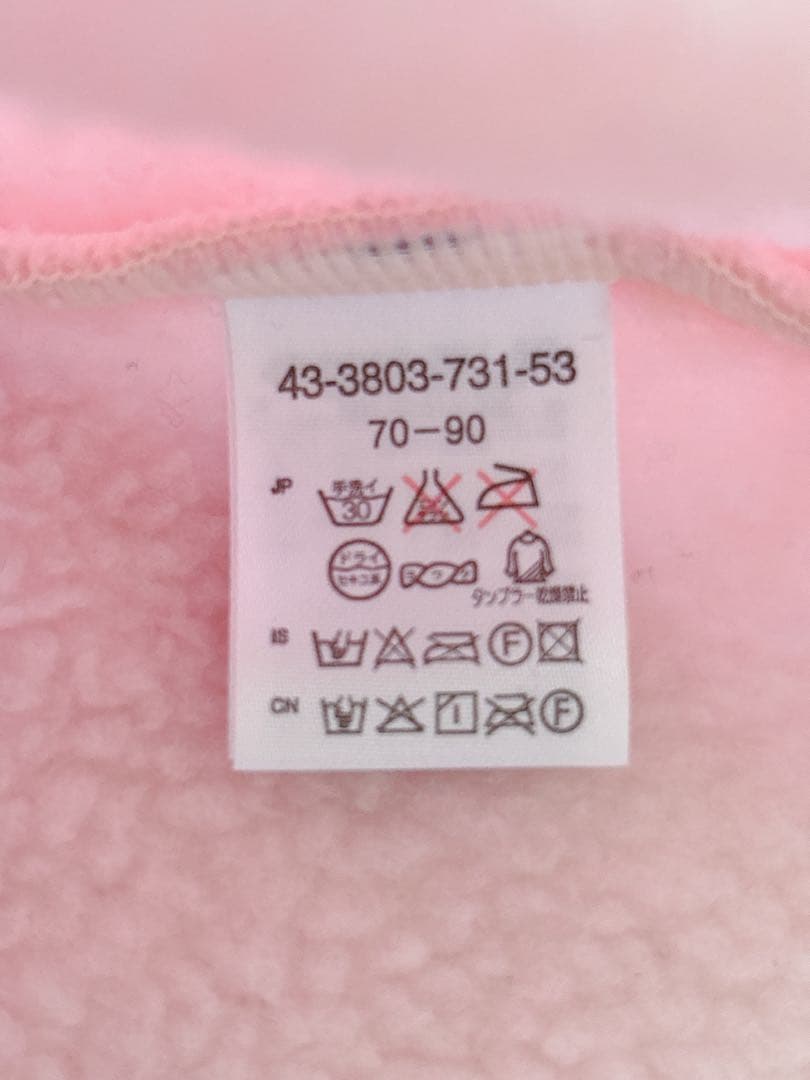 43-3803-731-53
70-90
JP
手洗イ
30
ドライ
セキユ系
タンブラー乾燥禁止
IS
F
CN
F